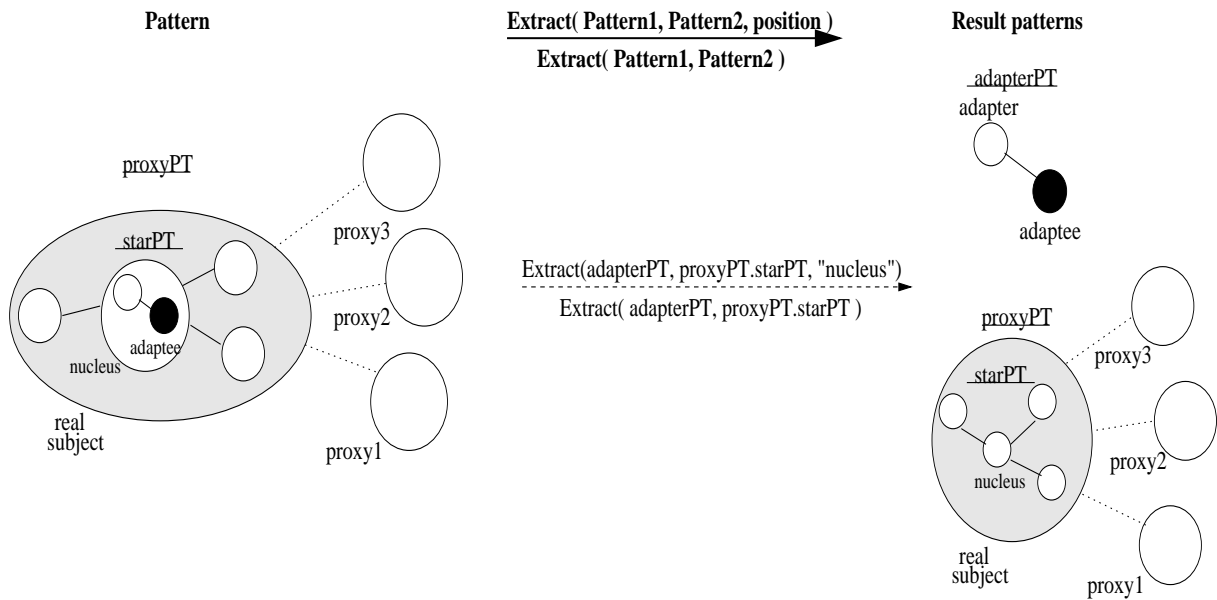 Pattern
Extract( Pattern1, Pattern2, position )
Extract( Pattern1, Pattern2 )
Result patterns
proxyPT
starPT
adaptee
nucleus
real
subject
proxy3
proxy2
proxy1
Extract(adapterPT, proxyPT.starPT, "nucleus")
Extract( adapterPT, proxyPT.starPT )
adapterPT
adapter
adaptee
proxyPT
starPT
nucleus
real
subject
proxy3
proxy2
proxy1